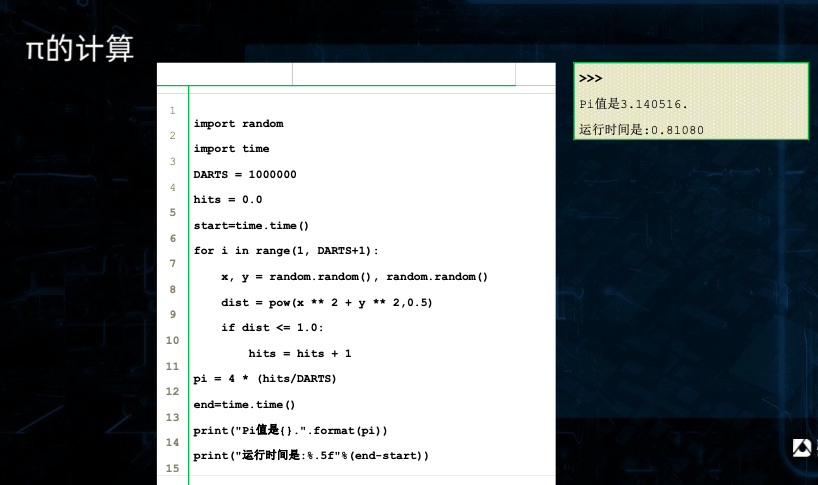 π的计算
1
import random
2
import time
3
DARTS = 1000000
4
hits = 0.0
5
start=time.time()
6
for i in range(1, DARTS+1):
7
    x, y = random.random(), random.random()
8
    dist = pow(x ** 2 + y ** 2,0.5)
9
    if dist <= 1.0:
10
        hits = hits + 1
11
pi = 4 * (hits/DARTS)
12
end=time.time()
13
print("Pi值是{}.".format(pi))
14
print("运行时间是:%.5f"%(end-start))
15
>>>
Pi值是3.140516.
运行时间是:0.81080